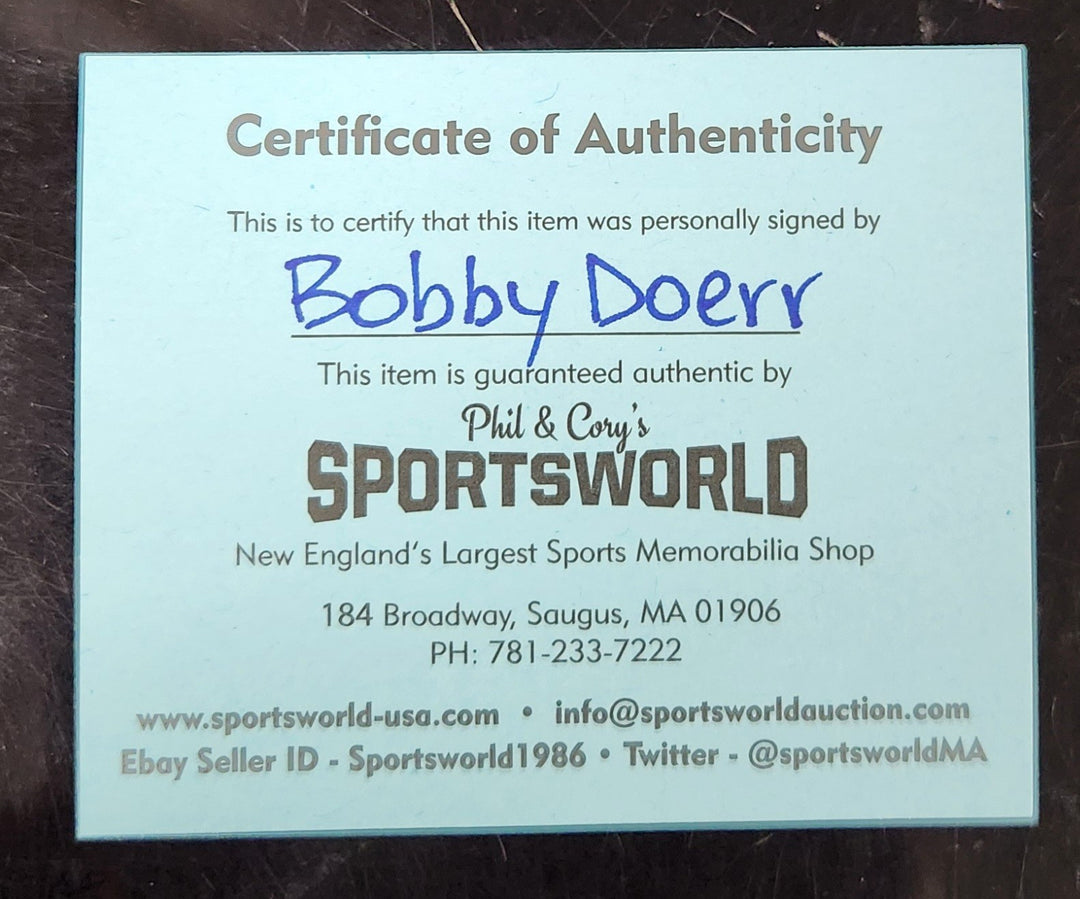 Certificate of Authenticity
This is to certify that this item was personally signed by
Bobby Doerr
This item is guaranteed authentic by
Phil & Cory's
SPORTSWORLD
New England's Largest Sports Memorabilia Shop
184 Broadway, Saugus, MA 01906
PH: 781-233-7222
www.sportsworld-usa.com • info@sportsworldauction.com
Ebay Seller ID - Sportsworld1986 • Twitter - @sportsworldMA